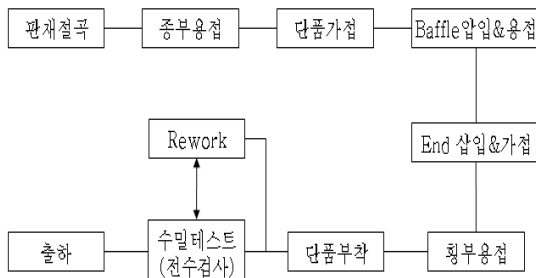 판재절곡
종부용접
단품가접
Baffle압입&용접
Rework
End 삽입&가접
출하
수밀테스트
(전수검사)
단품부착
횡부용접